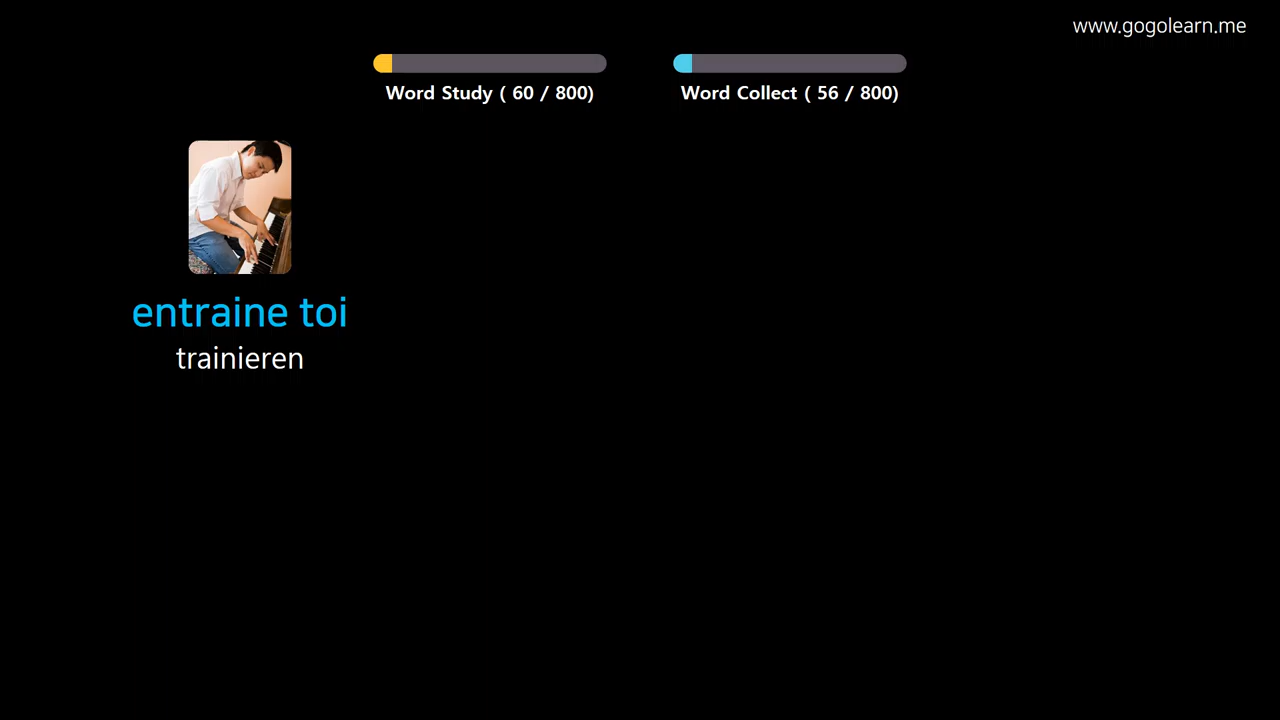 www.gogolearn.me
Word Study ( 60 / 800)
Word Collect ( 56 / 800)
entraine toi
trainieren